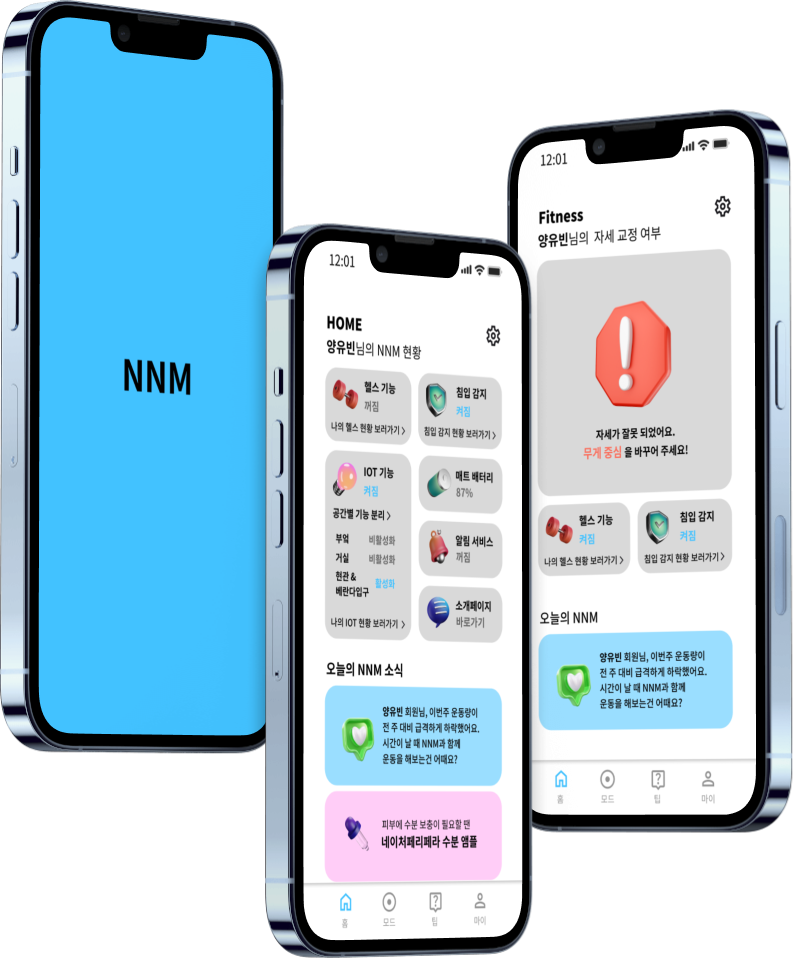 NNM
12:01
HOME
양유빈님의 NNM 현황
헬스 기능
꺼짐
나의 헬스 현황 보러가기 >
침입 감지
켜짐
침입 감지 현황 보러가기 >
IOT 기능
켜짐
공간별 기능 분리 >
부엌 비활성화
거실 비활성화
현관 &
베란다입구 활성화
나의 IOT 현황 보러가기 >
매트 배터리
87%
알림 서비스
꺼짐
소개페이지
바로가기
오늘의 NNM 소식
양유빈 회원님, 이번주 운동량이
전 주 대비 급격하게 하락했어요.
시간이 날 때 NNM과 함께
운동을 해보는건 어때요?
피부에 수분 보충이 필요할 땐
네이처페리페라 수분 앰플
홈 모드 팁 마이
12:01
Fitness
양유빈님의 자세 교정 여부
자세가 잘못 되었어요.
무게 중심 을 바꾸어 주세요!
헬스 기능
켜짐
나의 헬스 현황 보러가기 >
침입 감지
켜짐
침입 감지 현황 보러가기 >
오늘의 NNM
양유빈 회원님, 이번주 운동량이
전 주 대비 급격하게 하락했어요.
시간이 날 때 NNM과 함께
운동을 해보는건 어때요?
홈 모드 팁 마이